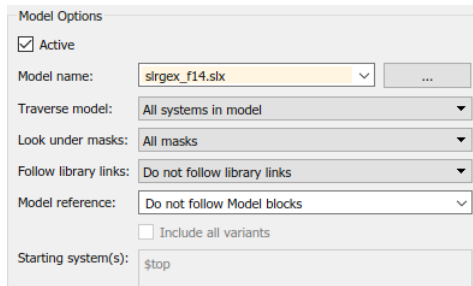 Model Options
Active
Model name: slrgex_f14.slx ...
Traverse model: All systems in model
Look under masks: All masks
Follow library links: Do not follow library links
Model reference: Do not follow Model blocks
Include all variants
Starting system(s): $top